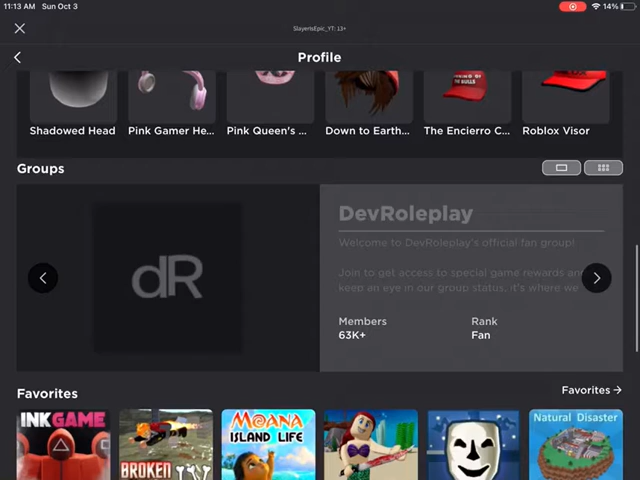 11:13 AM Sun Oct 3
14%
SlayerIsEpic_YT: 13+
Profile
Shadowed Head
Pink Gamer He...
Pink Queen's ...
Down to Earth...
The Encierro C...
Roblox Visor
Groups
dR
DevRoleplay
Welcome to DevRoleplay's official fan group!
Join to get access to special game rewards and
keep an eye in our group status, it's where we
Members
Rank
63K+
Fan
Favorites
Favorites →
INK GAME
BROKEN
MOANA
ISLAND LIFE
Natural Disaster